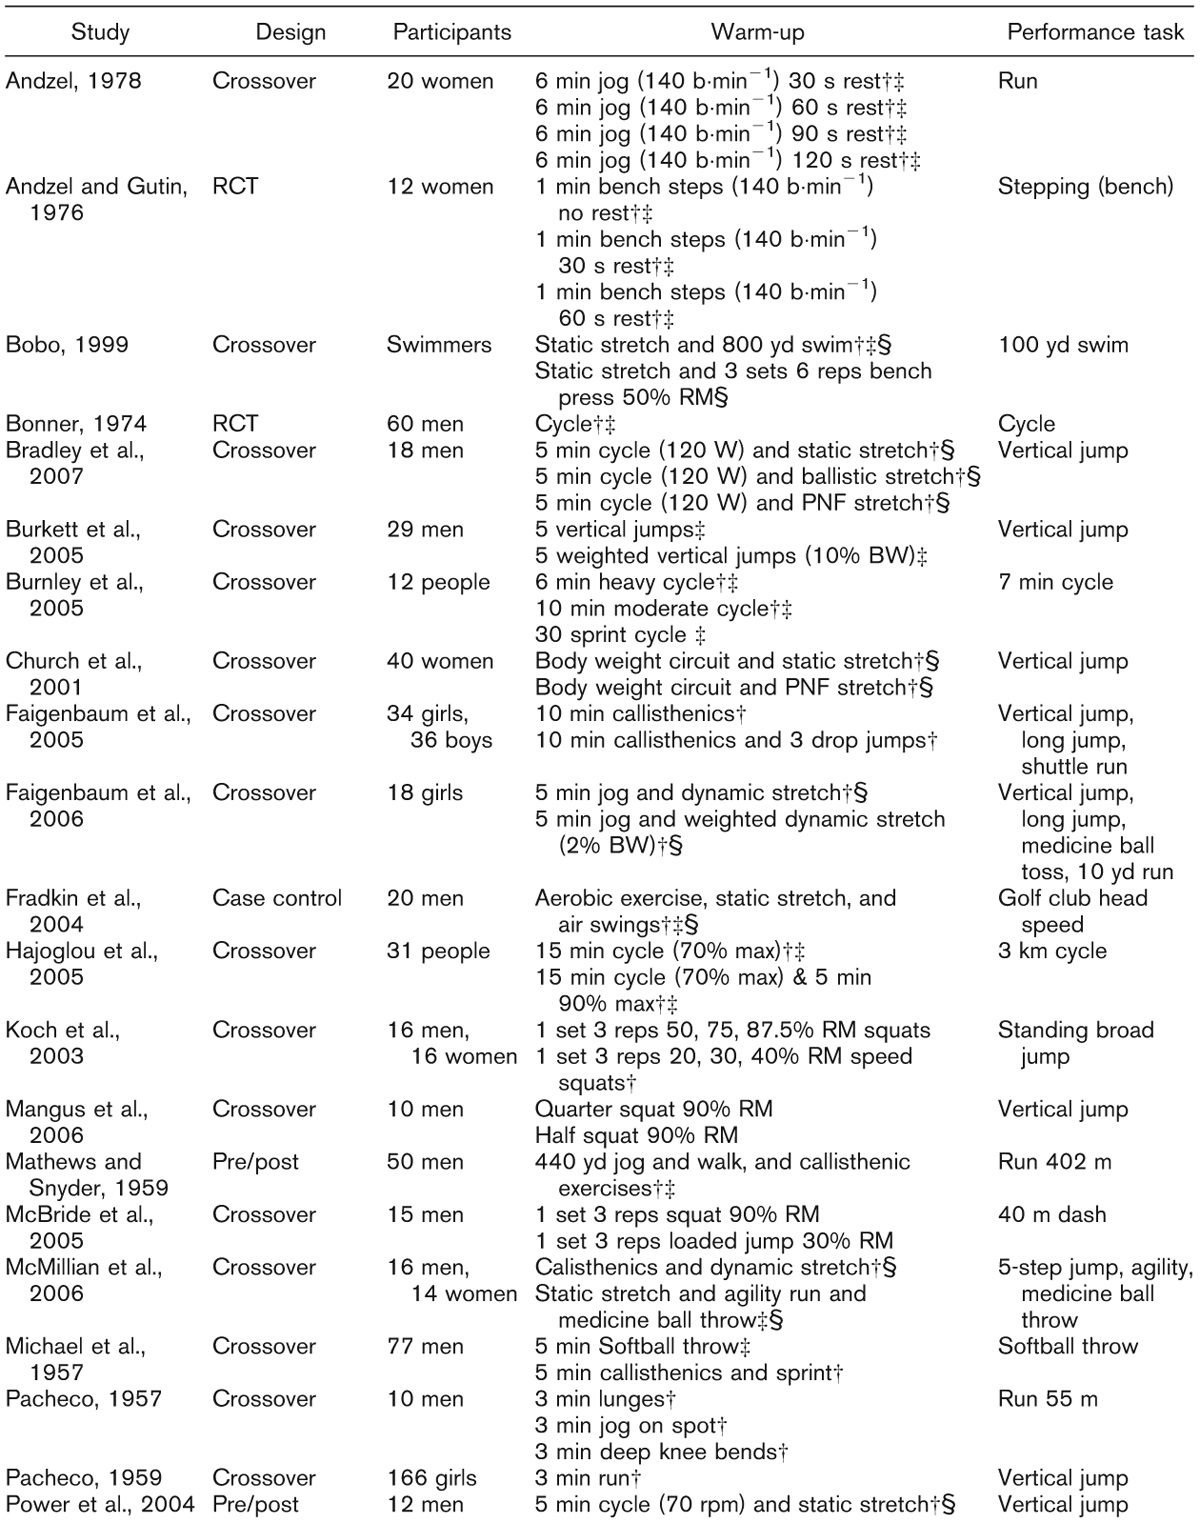 Study Design Participants Warm-up Performance task
Andzel, 1978 Crossover 20 women 6 min jog (140 b·min⁻¹) 30 s rest†‡ Run
6 min jog (140 b·min⁻¹) 60 s rest†‡
6 min jog (140 b·min⁻¹) 90 s rest†‡
6 min jog (140 b·min⁻¹) 120 s rest†‡
Andzel and Gutin, RCT 12 women 1 min bench steps (140 b·min⁻¹) Stepping (bench)
1976 no rest†‡
1 min bench steps (140 b·min⁻¹)
30 s rest†‡
1 min bench steps (140 b·min⁻¹)
60 s rest†‡
Bobo, 1999 Crossover Swimmers Static stretch and 800 yd swim†‡§ 100 yd swim
Static stretch and 3 sets 6 reps bench
press 50% RM§
Bonner, 1974 RCT 60 men Cycle†‡ Cycle
Bradley et al., Crossover 18 men 5 min cycle (120 W) and static stretch†§ Vertical jump
2007 5 min cycle (120 W) and ballistic stretch†§
5 min cycle (120 W) and PNF stretch†§
Burkett et al., Crossover 29 men 5 vertical jumps‡ Vertical jump
2005 5 weighted vertical jumps (10% BW)‡
Burnley et al., Crossover 12 people 6 min heavy cycle†‡ 7 min cycle
2005 10 min moderate cycle†‡
30 sprint cycle ‡
Church et al., Crossover 40 women Body weight circuit and static stretch†§ Vertical jump
2001 Body weight circuit and PNF stretch†§
Faigenbaum et al., Crossover 34 girls, 10 min callisthenics† Vertical jump,
2005 36 boys 10 min callisthenics and 3 drop jumps† long jump,
shuttle run
Faigenbaum et al., Crossover 18 girls 5 min jog and dynamic stretch†§ Vertical jump,
2006 5 min jog and weighted dynamic stretch long jump,
(2% BW)†§ medicine ball
toss, 10 yd run
Fradkin et al., Case control 20 men Aerobic exercise, static stretch, and Golf club head
2004 air swings†‡§ speed
Hajoglou et al., Crossover 31 people 15 min cycle (70% max)†‡ 3 km cycle
2005 15 min cycle (70% max) & 5 min
90% max†‡
Koch et al., Crossover 16 men, 1 set 3 reps 50, 75, 87.5% RM squats Standing broad
2003 16 women 1 set 3 reps 20, 30, 40% RM speed jump
squats†
Mangus et al., Crossover 10 men Quarter squat 90% RM Vertical jump
2006 Half squat 90% RM
Mathews and Pre/post 50 men 440 yd jog and walk, and callisthenic Run 402 m
Snyder, 1959 exercises†‡
McBride et al., Crossover 15 men 1 set 3 reps squat 90% RM 40 m dash
2005 1 set 3 reps loaded jump 30% RM
McMillian et al., Crossover 16 men, Calisthenics and dynamic stretch†§ 5-step jump, agility,
2006 14 women Static stretch and agility run and medicine ball
medicine ball throw‡§ throw
Michael et al., Crossover 77 men 5 min Softball throw‡ Softball throw
1957 5 min callisthenics and sprint†
Pacheco, 1957 Crossover 10 men 3 min lunges† Run 55 m
3 min jog on spot†
3 min deep knee bends†
Pacheco, 1959 Crossover 166 girls 3 min run† Vertical jump
Power et al., 2004 Pre/post 12 men 5 min cycle (70 rpm) and static stretch†§ Vertical jump